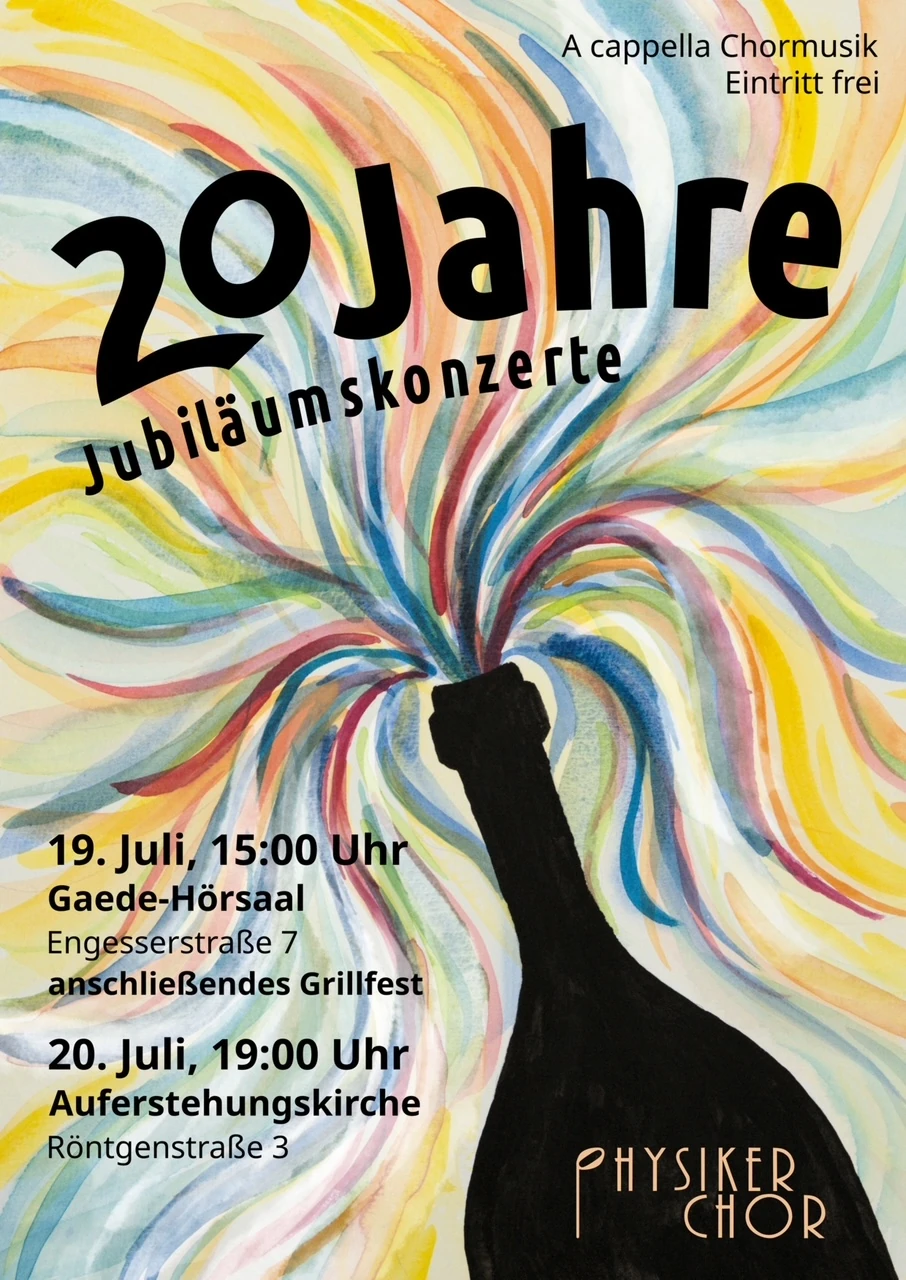 A cappella Chormusik
Eintritt frei
20 Jahre
Jubiläumskonzerte
19. Juli, 15:00 Uhr
Gaede-Hörsaal
Engesserstraße 7
anschließendes Grillfest
20. Juli, 19:00 Uhr
Auferstehungskirche
Röntgenstraße 3
PHYSIKER
CHOR